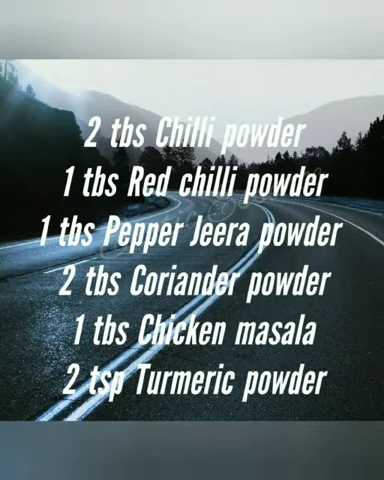 2 tbs Chilli powder
1 tbs Red chilli powder
1 tbs Pepper Jeera powder
2 tbs Coriander powder
1 tbs Chicken masala
2 tsp Turmeric powder